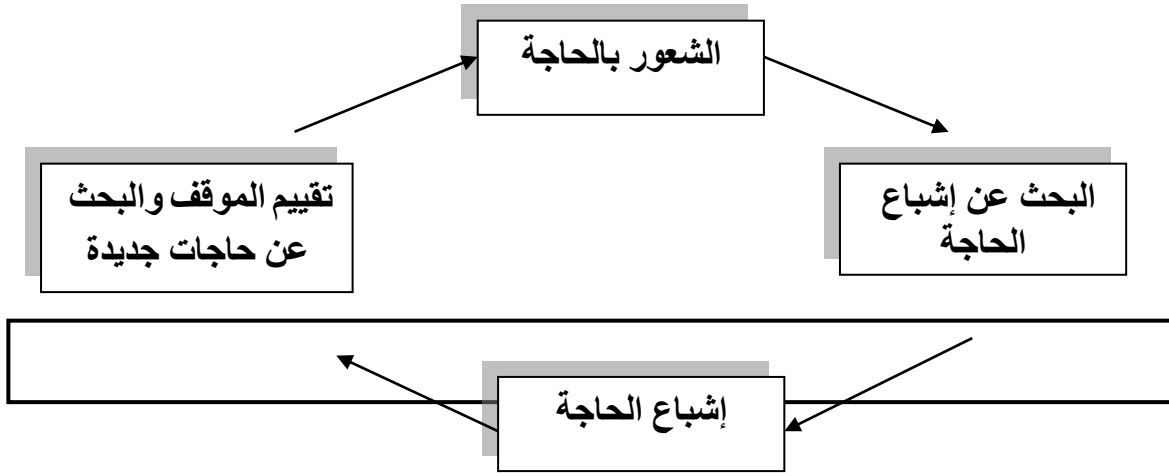 الشعور بالحاجة
البحث عن إشباع
الحاجة
تقييم الموقف والبحث
عن حاجات جديدة
إشباع الحاجة